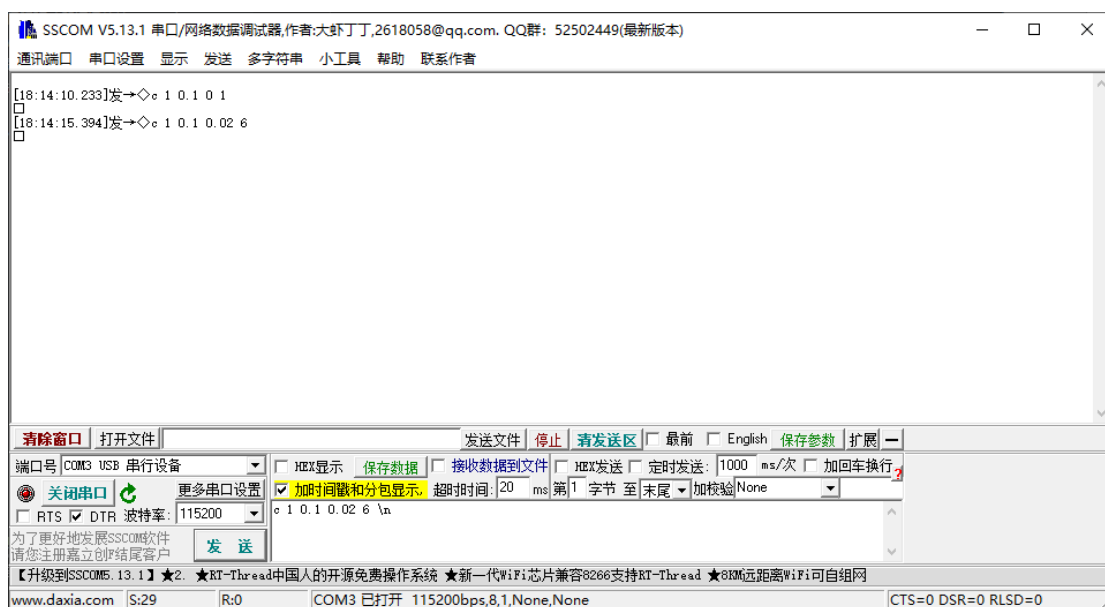 SSCOM V5.13.1 串口/网络数据调试器,作者:大虾丁丁,2618058@qq.com. QQ群: 52502449(最新版本)
通讯端口 串口设置 显示 发送 多字符串 小工具 帮助 联系作者
[18:14:10.233]发→◇c 1 0.1 0 1
□
[18:14:15.394]发→◇c 1 0.1 0.02 6
□
清除窗口 打开文件 发送文件 停止 清发送区 最前 English 保存参数 扩展 —
端口号 COM3 USB 串行设备 HEX显示 保存数据 接收数据到文件 HEX发送 定时发送: 1000 ms/次 加回车换行 ?
关闭串口 更多串口设置 加时间戳和分包显示, 超时时间: 20 ms 第1 字节 至 末尾 加校验 None
RTS DTR 波特率: 115200 c 1 0.1 0.02 6 \n
为了更好地发展SSCOM软件
请您注册嘉立创F结尾客户
发 送
【升级到SSCOM5.13.1】★2. ★RT-Thread中国人的开源免费操作系统 ★新一代WiFi芯片兼容8266支持RT-Thread ★8KM远距离WiFi可自组网
www.daxia.com S:29 R:0 COM3 已打开 115200bps,8,1,None,None CTS=0 DSR=0 RLSD=0